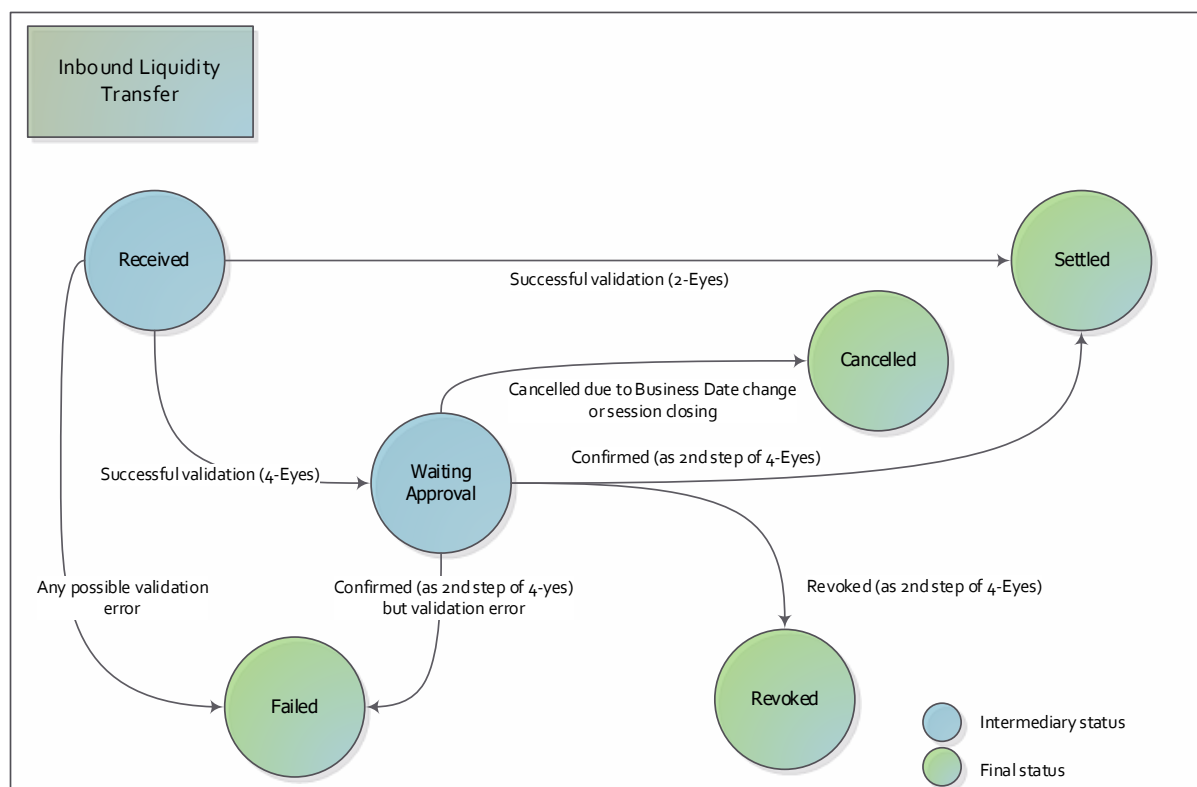 Inbound Liquidity
Transfer
Received
Settled
Successful validation (2-Eyes)
Cancelled
Cancelled due to Business Date change
or session closing
Confirmed (as 2nd step of 4-Eyes)
Successful validation (4-Eyes)
Waiting
Approval
Any possible validation
error
Confirmed (as 2nd step of 4-yes)
but validation error
Revoked (as 2nd step of 4-Eyes)
Failed
Revoked
Intermediary status
Final status